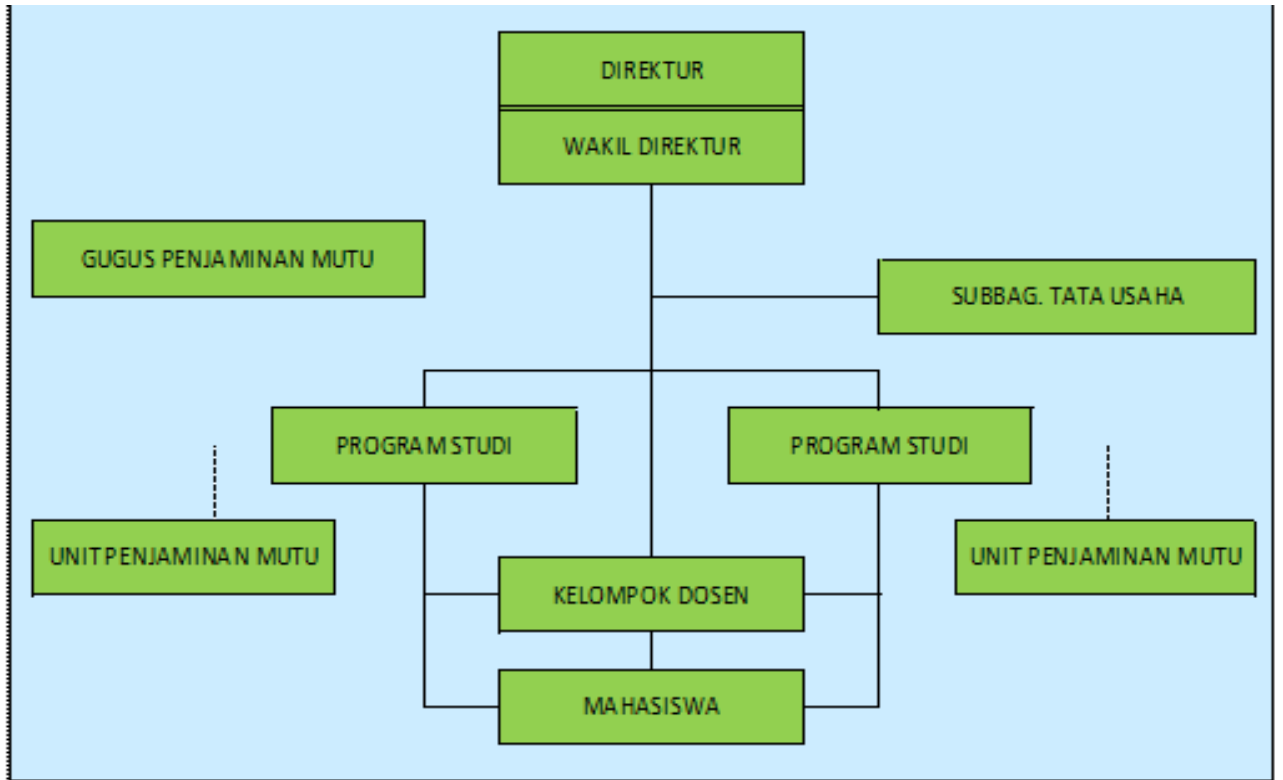 DIREKTUR
WAKIL DIREKTUR
GUGUS PENJAMINAN MUTU
SUBBAG. TATA USAHA
PROGRAM STUDI
PROGRAM STUDI
UNIT PENJAMINAN MUTU
UNIT PENJAMINAN MUTU
KELOMPOK DOSEN
MAHASISWA